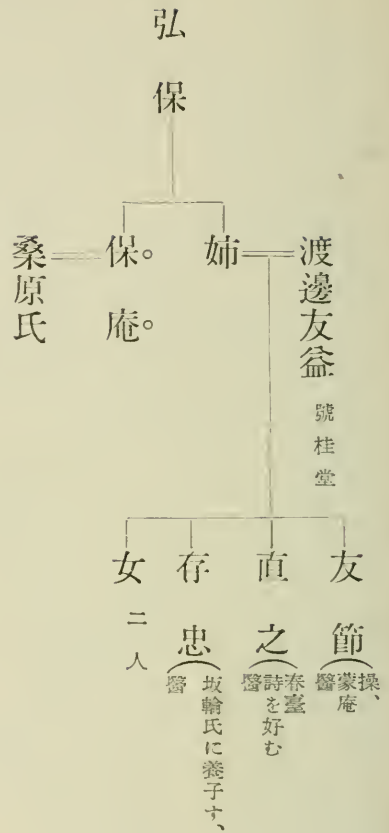 弘保
渡邊友益 號桂堂
姉
保庵
桑原氏
友節(操、蒙庵
醫
直之(春臺
詩を好む
醫
存忠(坂輪氏に養子す、
醫
女 二人